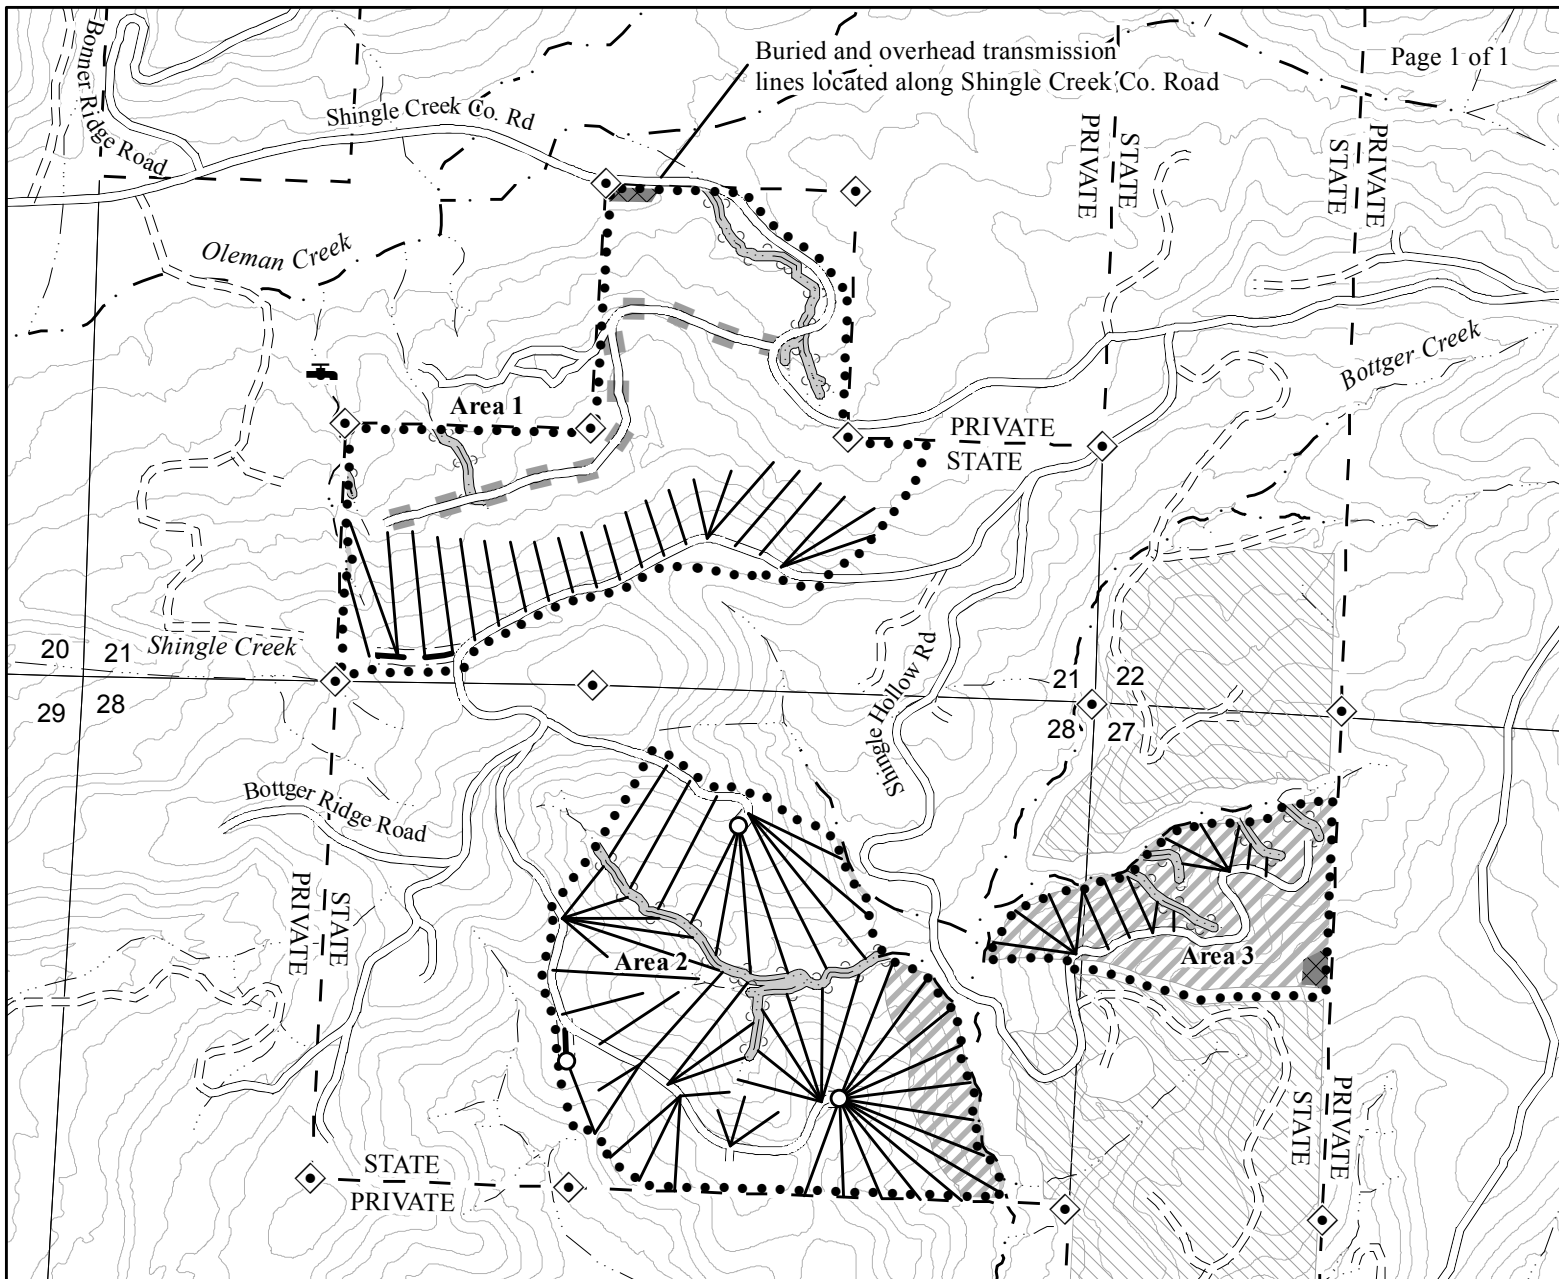 Buried and overhead transmission
lines located along Shingle Creek Co. Road
Page 1 of 1
Bonner Ridge Road
Shingle Creek Co. Rd
PRIVATE
STATE
STATE
PRIVATE
Oleman Creek
Bottger Creek
Area 1
PRIVATE
STATE
20
21
Shingle Creek
29
28
21
22
28
27
Shingle Hollow Rd
Bottger Ridge Road
PRIVATE
STATE
Area 2
Area 3
STATE
PRIVATE
STATE
PRIVATE